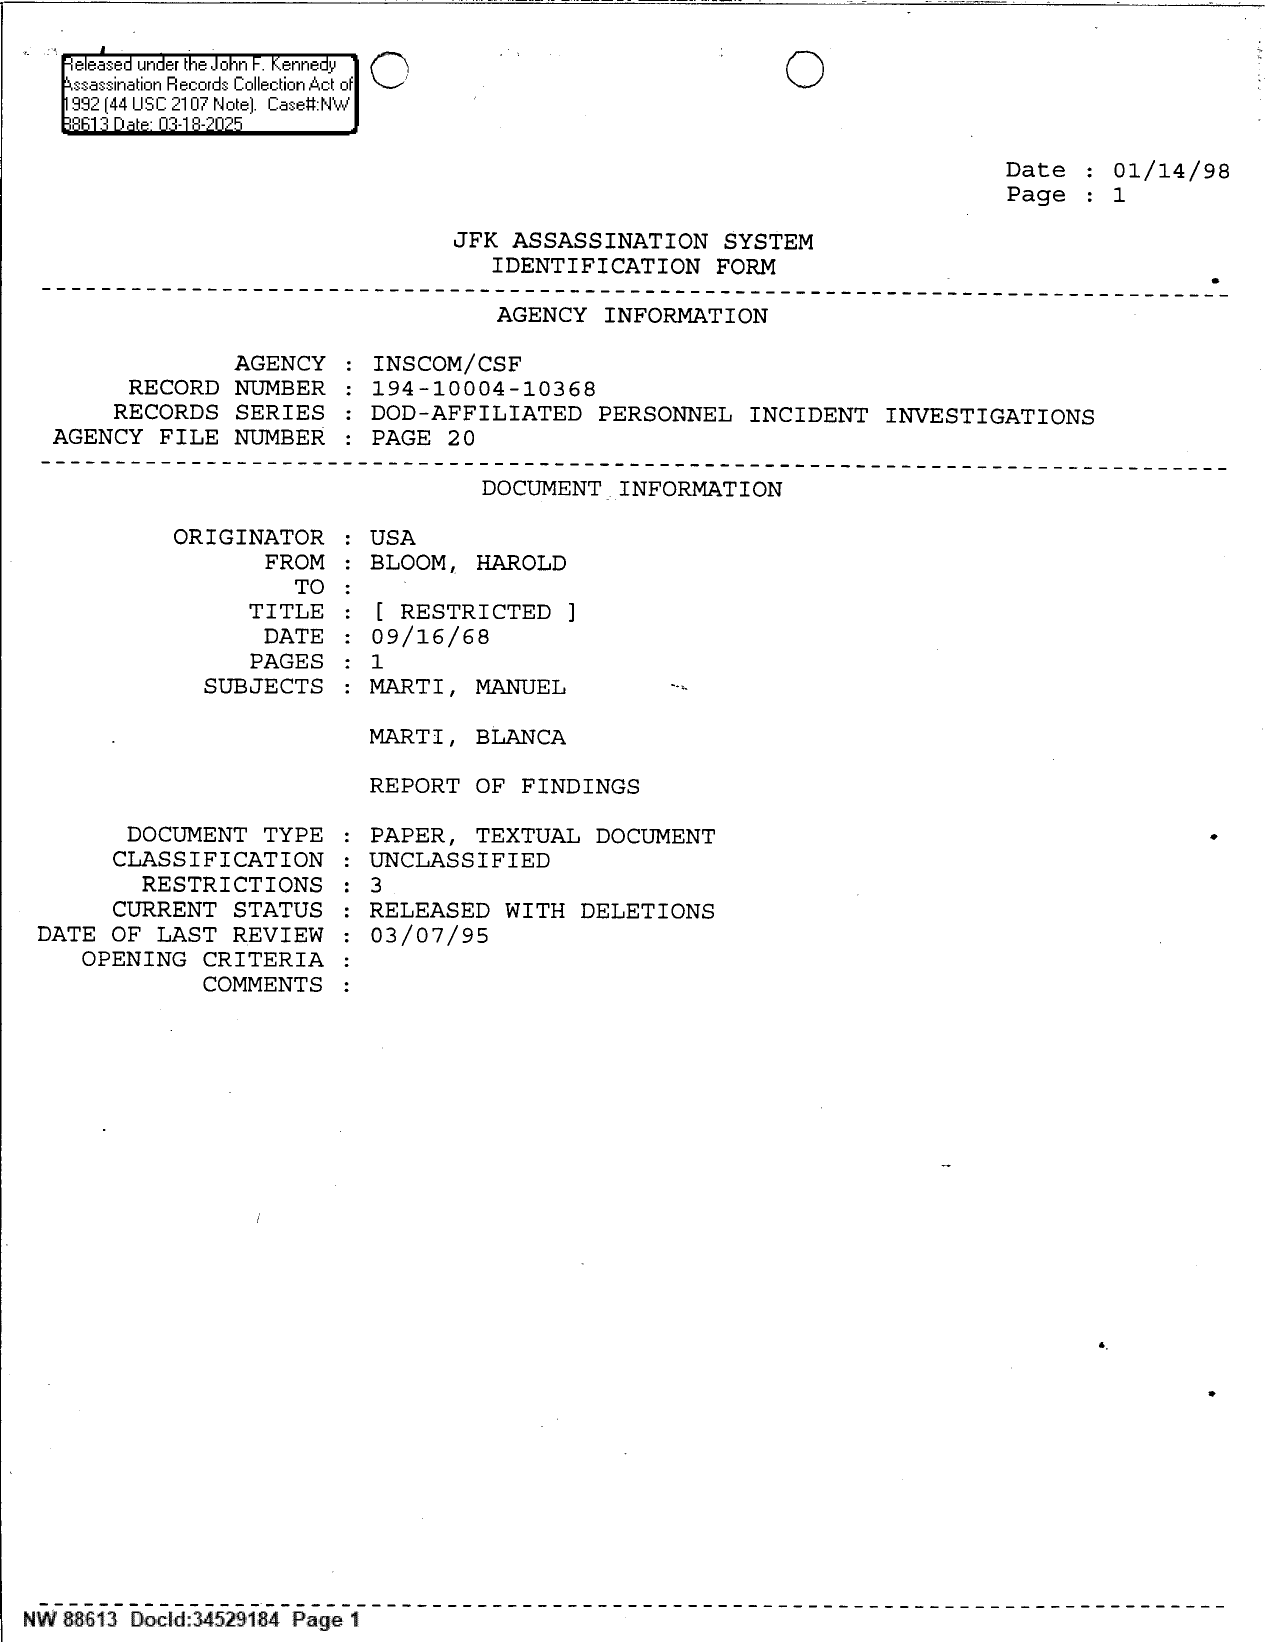 Released under the John F. Kennedy
Assassination Records Collection Act of
1992 (44 USC 2107 Note). Case#:NW
88613 Date: 03-18-2025
Date : 01/14/98
Page : 1
JFK ASSASSINATION SYSTEM
IDENTIFICATION FORM
AGENCY INFORMATION
AGENCY : INSCOM/CSF
RECORD NUMBER : 194-10004-10368
RECORDS SERIES : DOD-AFFILIATED PERSONNEL INCIDENT INVESTIGATIONS
AGENCY FILE NUMBER : PAGE 20
DOCUMENT INFORMATION
ORIGINATOR : USA
FROM : BLOOM, HAROLD
TO :
TITLE : [ RESTRICTED ]
DATE : 09/16/68
PAGES : 1
SUBJECTS : MARTI, MANUEL
MARTI, BLANCA
REPORT OF FINDINGS
DOCUMENT TYPE : PAPER, TEXTUAL DOCUMENT
CLASSIFICATION : UNCLASSIFIED
RESTRICTIONS : 3
CURRENT STATUS : RELEASED WITH DELETIONS
DATE OF LAST REVIEW : 03/07/95
OPENING CRITERIA :
COMMENTS :
NW 88613 DocId:34529184 Page 1